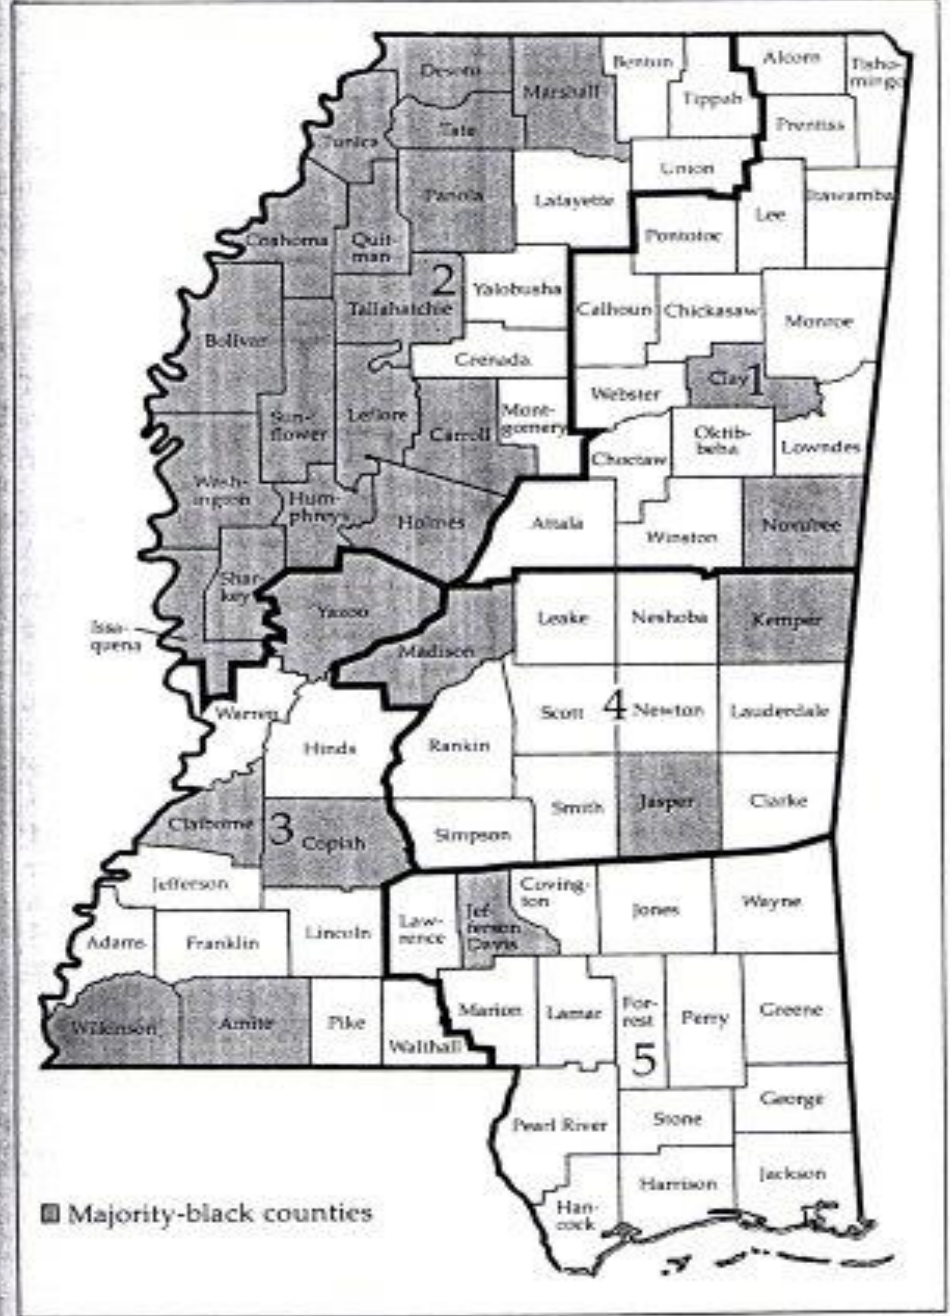 Desoto
Marshall
Benton
Tippah
Alcorn
Tisho-
mingo
Prentiss
Tunica
Tate
Union
Panola
Lafayette
Pontotoc
Lee
Itawamba
Coahoma
Quit-
man
2
Tallahatchie
Yalobusha
Calhoun
Chickasaw
Monroe
Bolivar
Grenada
Clay
1
Webster
Sun-
flower
Leflore
Carroll
Mont-
gomery
Choctaw
Oktib-
beha
Lowndes
Wash-
ington
Hum-
phreys
Holmes
Attala
Winston
Noxubee
Shar-
key
Yazoo
Issa-
quena
Madison
Leake
Neshoba
Kemper
Warren
Hinds
Rankin
Scott
4
Newton
Lauderdale
Claiborne
3
Copiah
Simpson
Smith
Jasper
Clarke
Jefferson
Adams
Franklin
Lincoln
Law-
rence
Jef-
ferson
Davis
Coving-
ton
Jones
Wayne
Wilkinson
Amite
Pike
Walthall
Marion
Lamar
For-
rest
5
Perry
Greene
George
Pearl River
Stone
Han-
cock
Harrison
Jackson
Majority-black counties